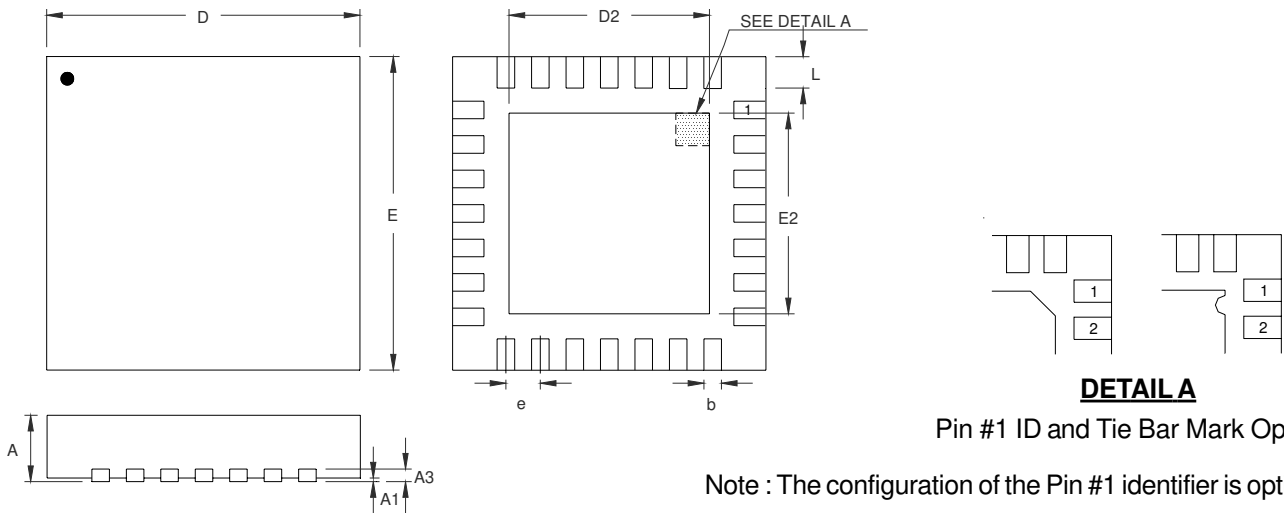 D
D2
SEE DETAIL A
L
1
E
E2
1
1
2
2
e
b
DETAIL A
A
A3
A1
Pin #1 ID and Tie Bar Mark Op
Note : The configuration of the Pin #1 identifier is opt